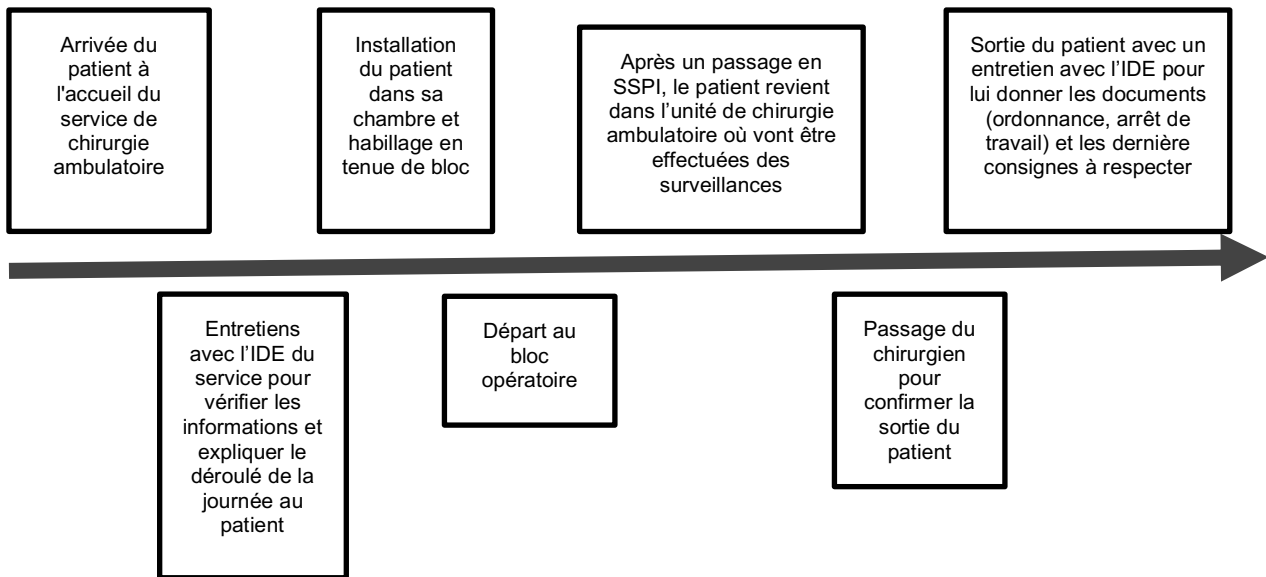 Arrivée du
patient à
l'accueil du
service de
chirurgie
ambulatoire
Installation
du patient
dans sa
chambre et
habillage en
tenue de bloc
Après un passage en
SSPI, le patient revient
dans l’unité de chirurgie
ambulatoire où vont être
effectuées des
surveillances
Sortie du patient avec un
entretien avec l’IDE pour
lui donner les documents
(ordonnance, arrêt de
travail) et les dernière
consignes à respecter
Entretiens
avec l’IDE du
service pour
vérifier les
informations et
expliquer le
déroulé de la
journée au
patient
Départ au
bloc
opératoire
Passage du
chirurgien
pour
confirmer la
sortie du
patient